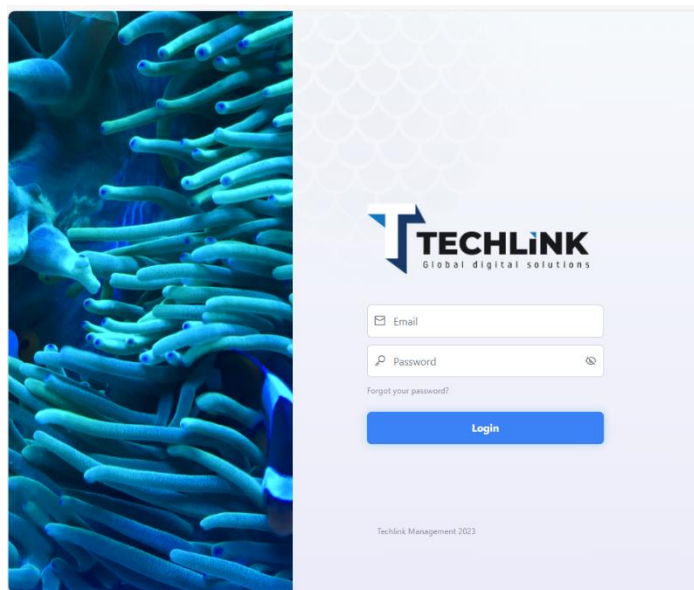 TECHLiNK
Global digital solutions
Email
Password
Forgot your password?
Login
Techlink Management 2023